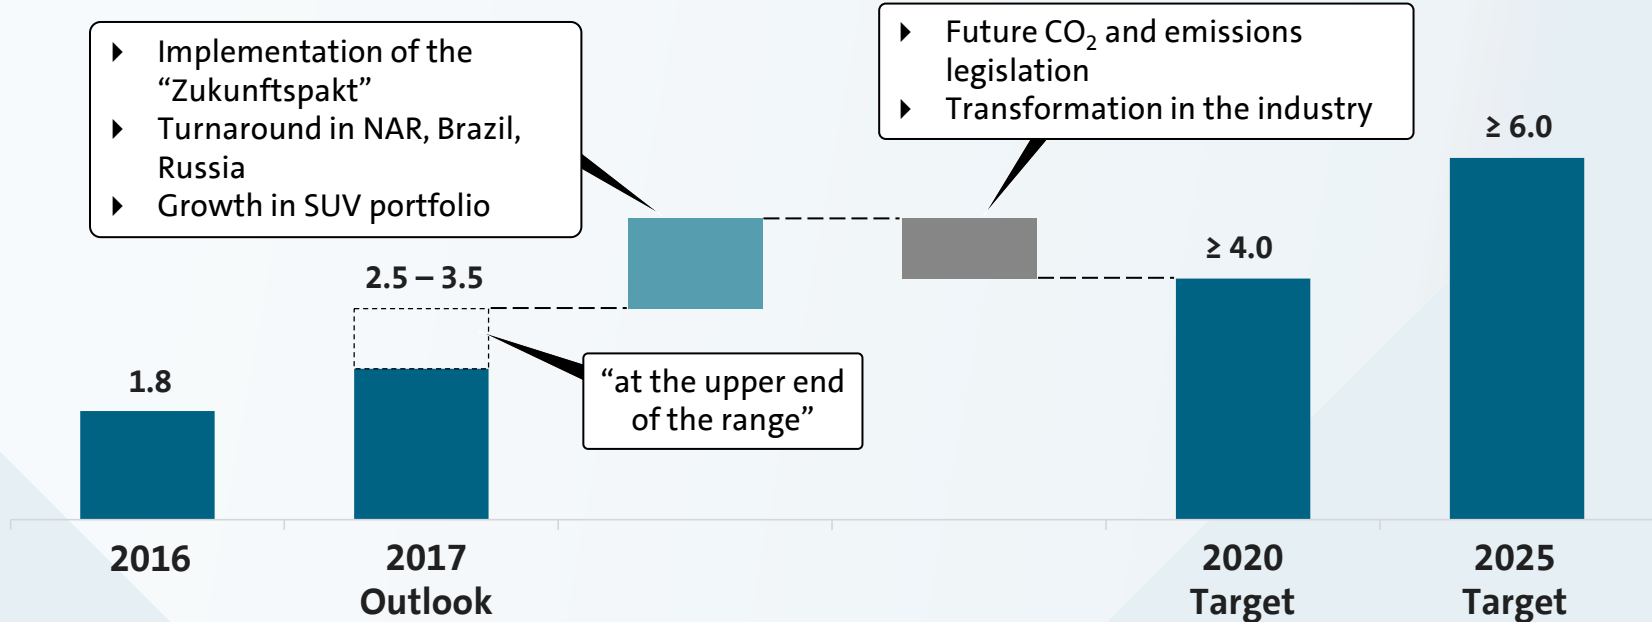 Implementation of the
“Zukunftspakt”
Turnaround in NAR, Brazil,
Russia
Growth in SUV portfolio
Future CO₂ and emissions
legislation
Transformation in the industry
1.8
2.5 – 3.5
“at the upper end
of the range”
≥ 4.0
≥ 6.0
2016
2017
Outlook
2020
Target
2025
Target